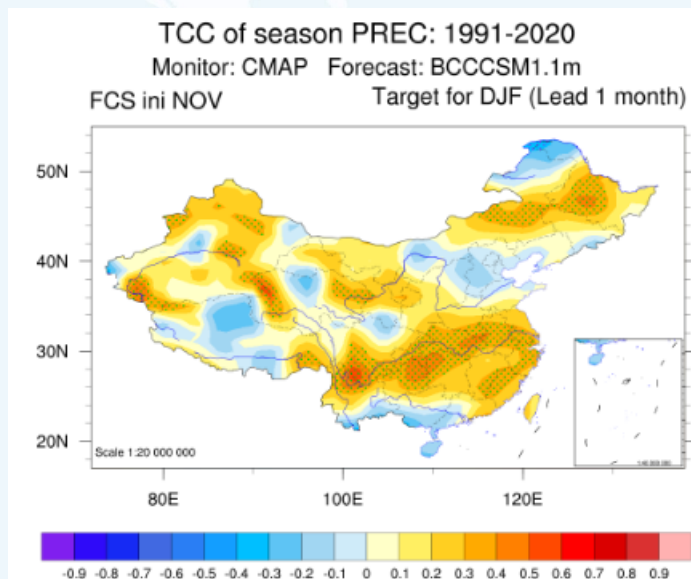 TCC of season PREC: 1991-2020
Monitor: CMAP Forecast: BCCCSM1.1m
FCS ini NOV Target for DJF (Lead 1 month)
50N
40N
30N
20N
Scale 1:20 000 000
80E 100E 120E
-0.9 -0.8 -0.7 -0.6 -0.5 -0.4 -0.3 -0.2 -0.1 0 0.1 0.2 0.3 0.4 0.5 0.6 0.7 0.8 0.9